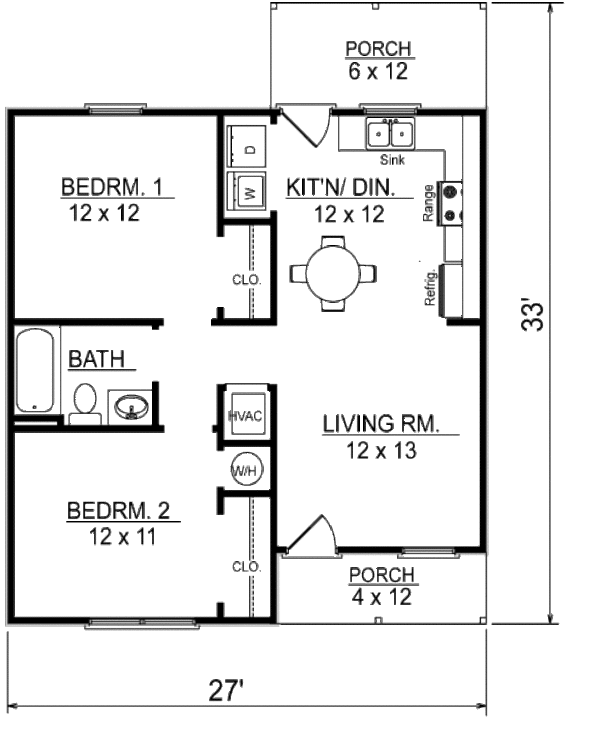 PORCH
6 x 12
D
W
Sink
BEDRM. 1
12 x 12
KIT'N/ DIN.
12 x 12
Range
CLO.
Refrig.
33'
BATH
HVAC
LIVING RM.
12 x 13
W/H
BEDRM. 2
12 x 11
CLO.
PORCH
4 x 12
27'